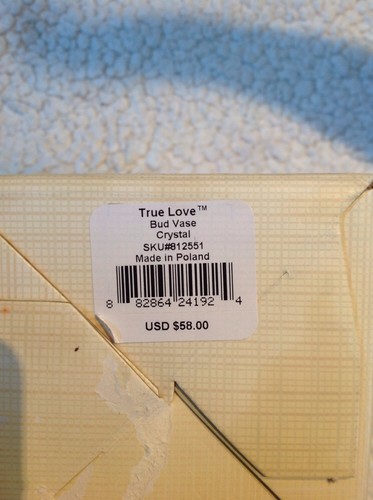 True Love™
Bud Vase
Crystal
SKU#812551
Made in Poland
8 82864 24192 4
USD $58.00